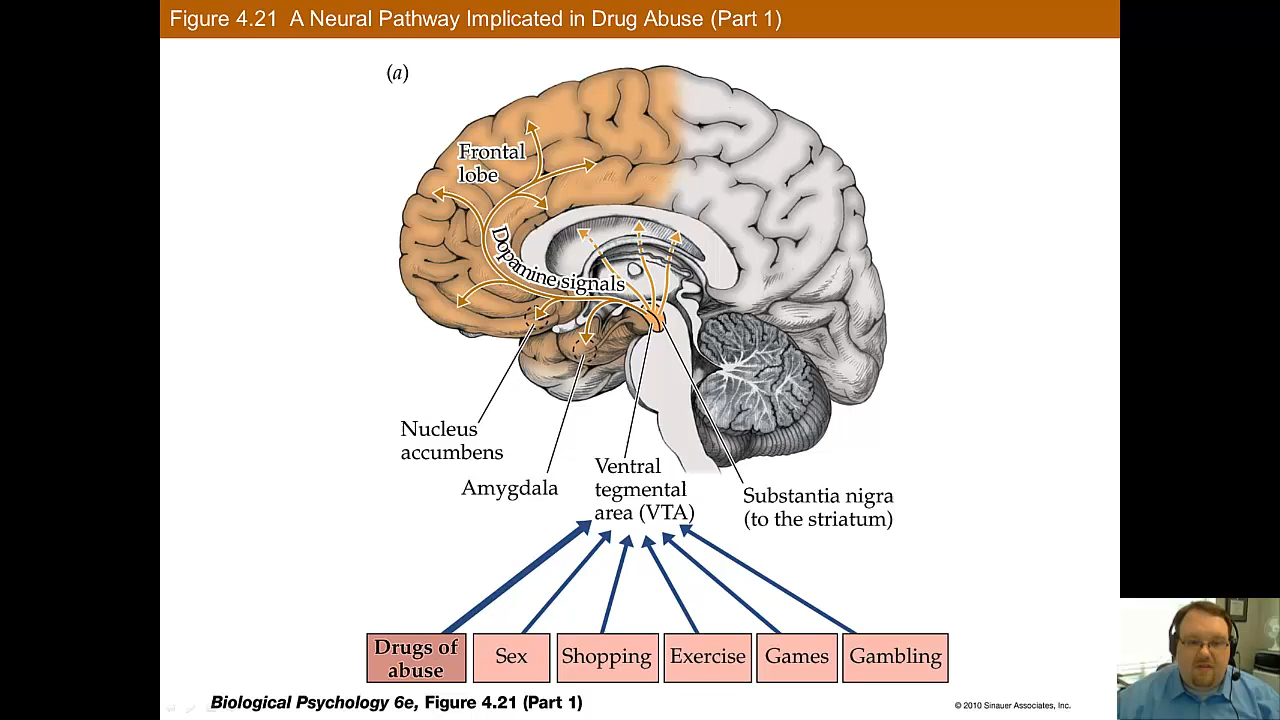 Figure 4.21  A Neural Pathway Implicated in Drug Abuse (Part 1)
(a)
Frontal
lobe
Dopamine signals
Nucleus
accumbens
Amygdala
Ventral
tegmental
area (VTA)
Substantia nigra
(to the striatum)
Drugs of
abuse
Sex
Shopping
Exercise
Games
Gambling
Biological Psychology 6e, Figure 4.21 (Part 1)
© 2010 Sinauer Associates, Inc.